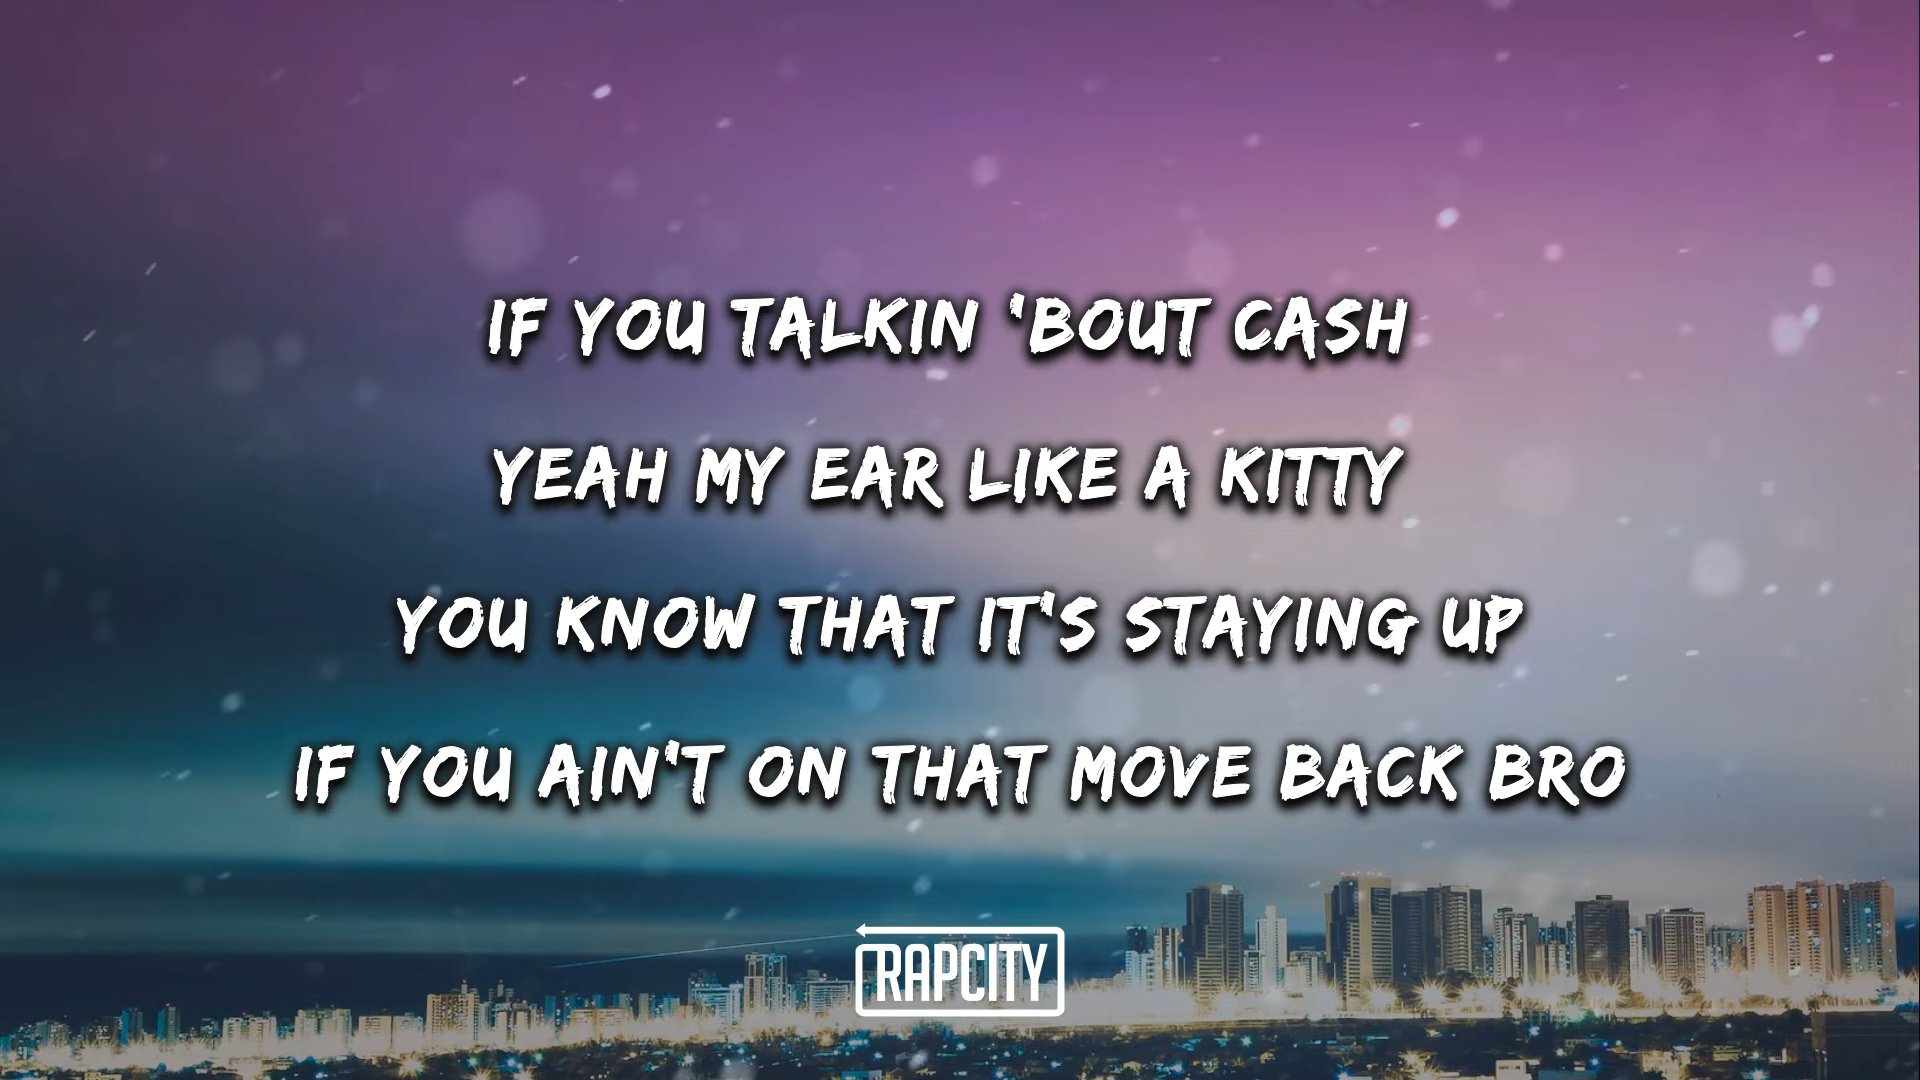 IF YOU TALKIN 'BOUT CASH
YEAH MY EAR LIKE A KITTY
YOU KNOW THAT IT'S STAYING UP
IF YOU AIN'T ON THAT MOVE BACK BRO
RAPCITY